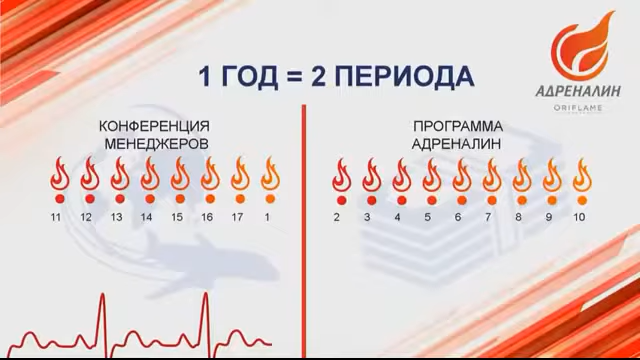 1 ГОД = 2 ПЕРИОДА
АДРЕНАЛИН
ORIFLAME
КОНФЕРЕНЦИЯ
МЕНЕДЖЕРОВ
11 12 13 14 15 16 17 1
ПРОГРАММА
АДРЕНАЛИН
2 3 4 5 6 7 8 9 10